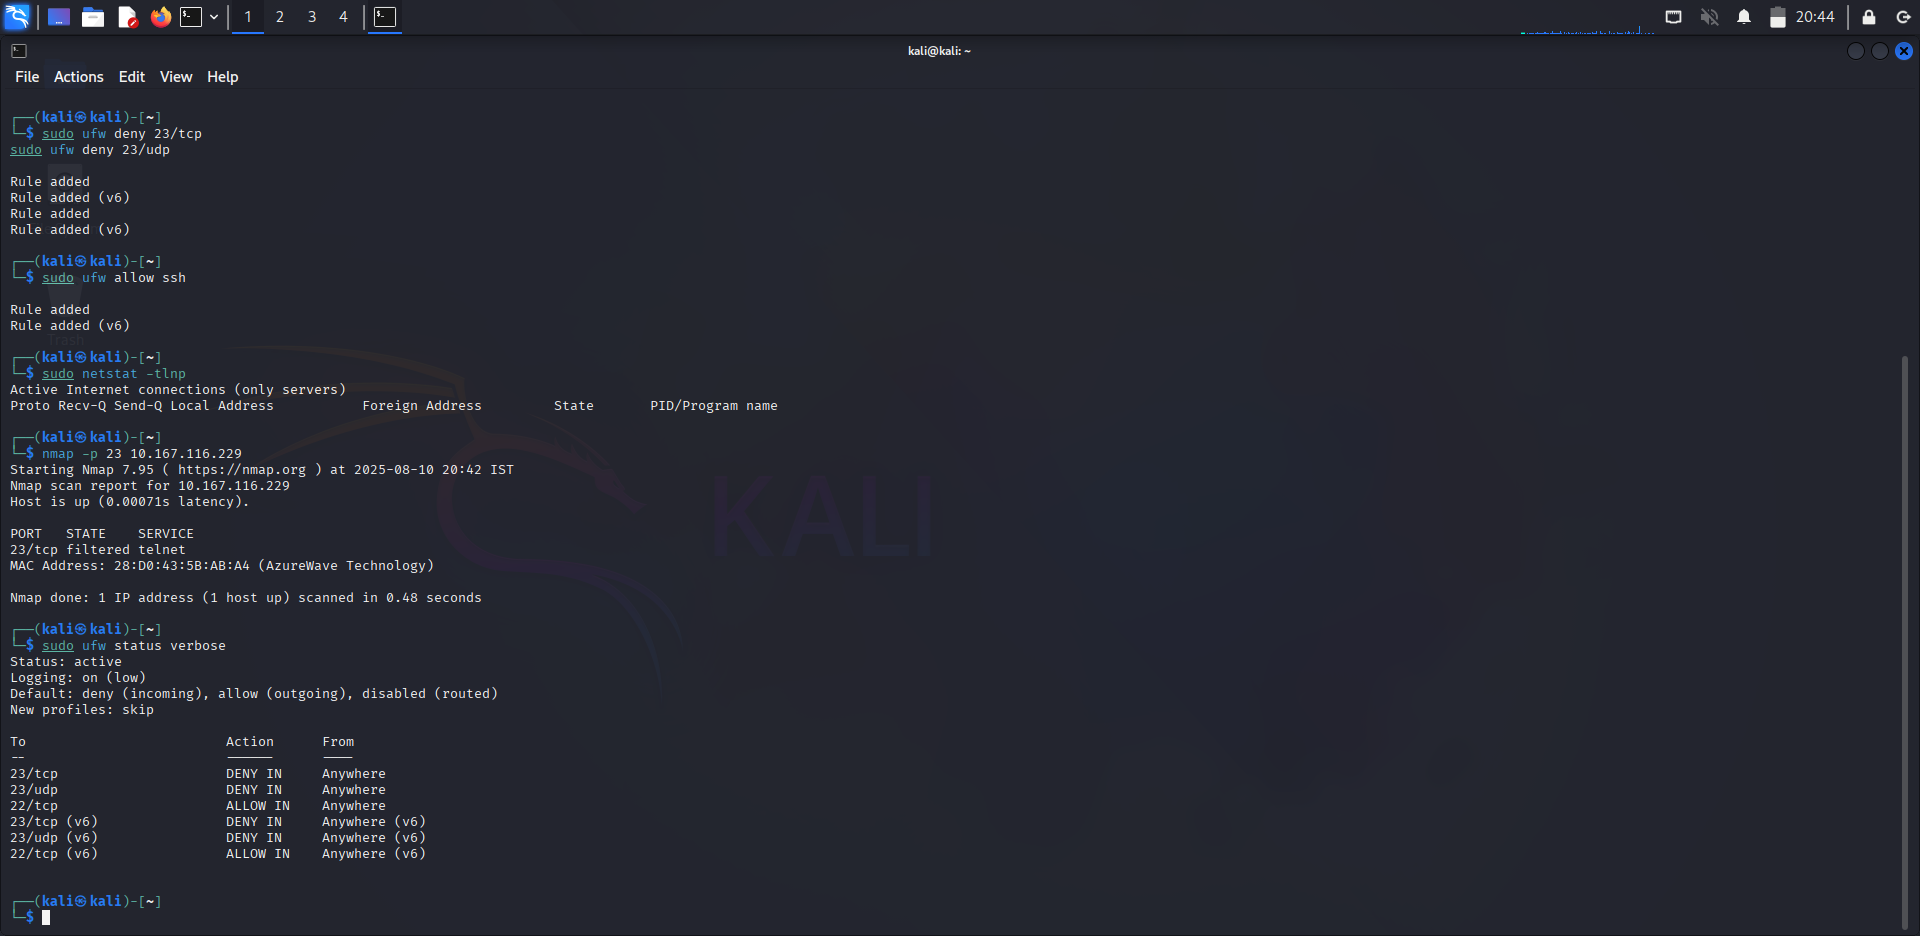 1 2 3 4 20:44
kali@kali: ~
File Actions Edit View Help
┌──(kali㉿kali)-[~]
└─$ sudo ufw deny 23/tcp
sudo ufw deny 23/udp
Rule added
Rule added (v6)
Rule added
Rule added (v6)
┌──(kali㉿kali)-[~]
└─$ sudo ufw allow ssh
Rule added
Rule added (v6)
Trash
┌──(kali㉿kali)-[~]
└─$ sudo netstat -tlnp
Active Internet connections (only servers)
Proto Recv-Q Send-Q Local Address Foreign Address State PID/Program name
┌──(kali㉿kali)-[~]
└─$ nmap -p 23 10.167.116.229
Starting Nmap 7.95 ( https://nmap.org ) at 2025-08-10 20:42 IST
Nmap scan report for 10.167.116.229
Host is up (0.00071s latency).
KALI
PORT STATE SERVICE
23/tcp filtered telnet
MAC Address: 28:D0:43:5B:AB:A4 (AzureWave Technology)
Nmap done: 1 IP address (1 host up) scanned in 0.48 seconds
┌──(kali㉿kali)-[~]
└─$ sudo ufw status verbose
Status: active
Logging: on (low)
Default: deny (incoming), allow (outgoing), disabled (routed)
New profiles: skip
To Action From
-- ------ ----
23/tcp DENY IN Anywhere
23/udp DENY IN Anywhere
22/tcp ALLOW IN Anywhere
23/tcp (v6) DENY IN Anywhere (v6)
23/udp (v6) DENY IN Anywhere (v6)
22/tcp (v6) ALLOW IN Anywhere (v6)
┌──(kali㉿kali)-[~]
└─$